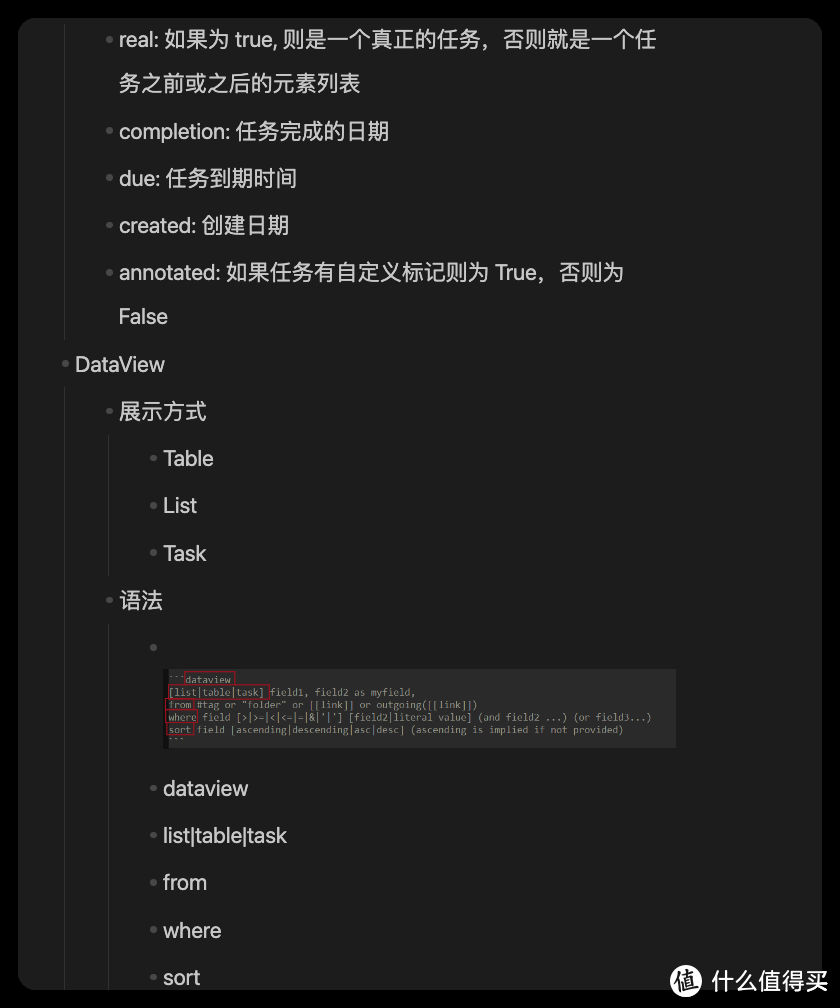 real: 如果为 true, 则是一个真正的任务，否则就是一个任
务之前或之后的元素列表
completion: 任务完成的日期
due: 任务到期时间
created: 创建日期
annotated: 如果任务有自定义标记则为 True，否则为
False
DataView
展示方式
Table
List
Task
语法
```dataview
[list|table|task] field1, field2 as myfield,
from #tag or "folder" or [[link]] or outgoing([[link]])
where field [>|>=|<|<=|=|&|'|'] [field2|literal value] (and field2 ...) (or field3...)
sort field [ascending|descending|asc|desc] (ascending is implied if not provided)
```
dataview
list|table|task
from
where
sort
值 什么值得买